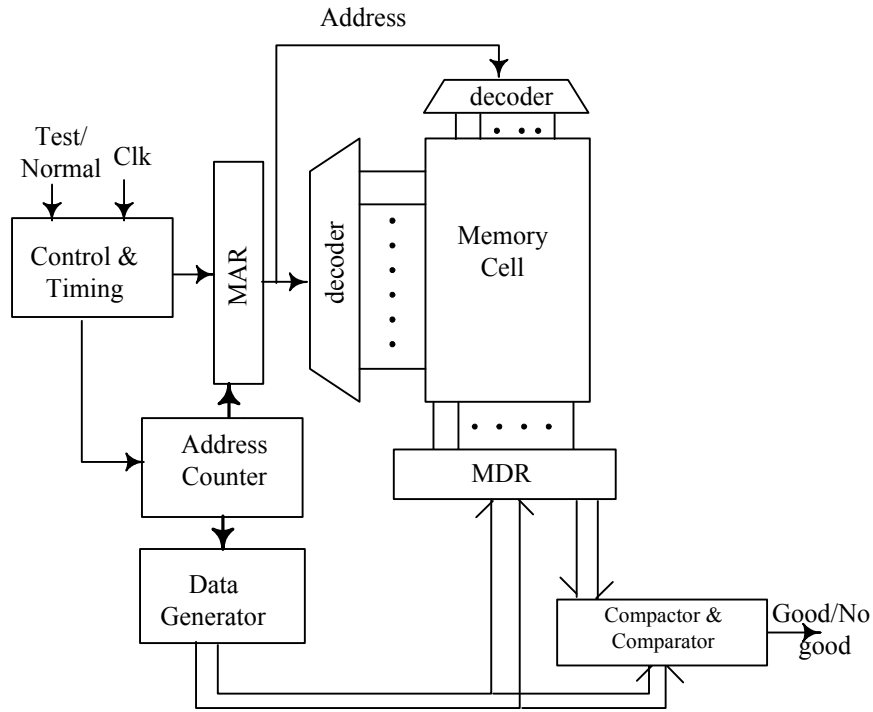 Address
decoder
Test/
Normal
Clk
Control &
Timing
MAR
decoder
Memory
Cell
Address
Counter
MDR
Data
Generator
Compactor &
Comparator
Good/No
good